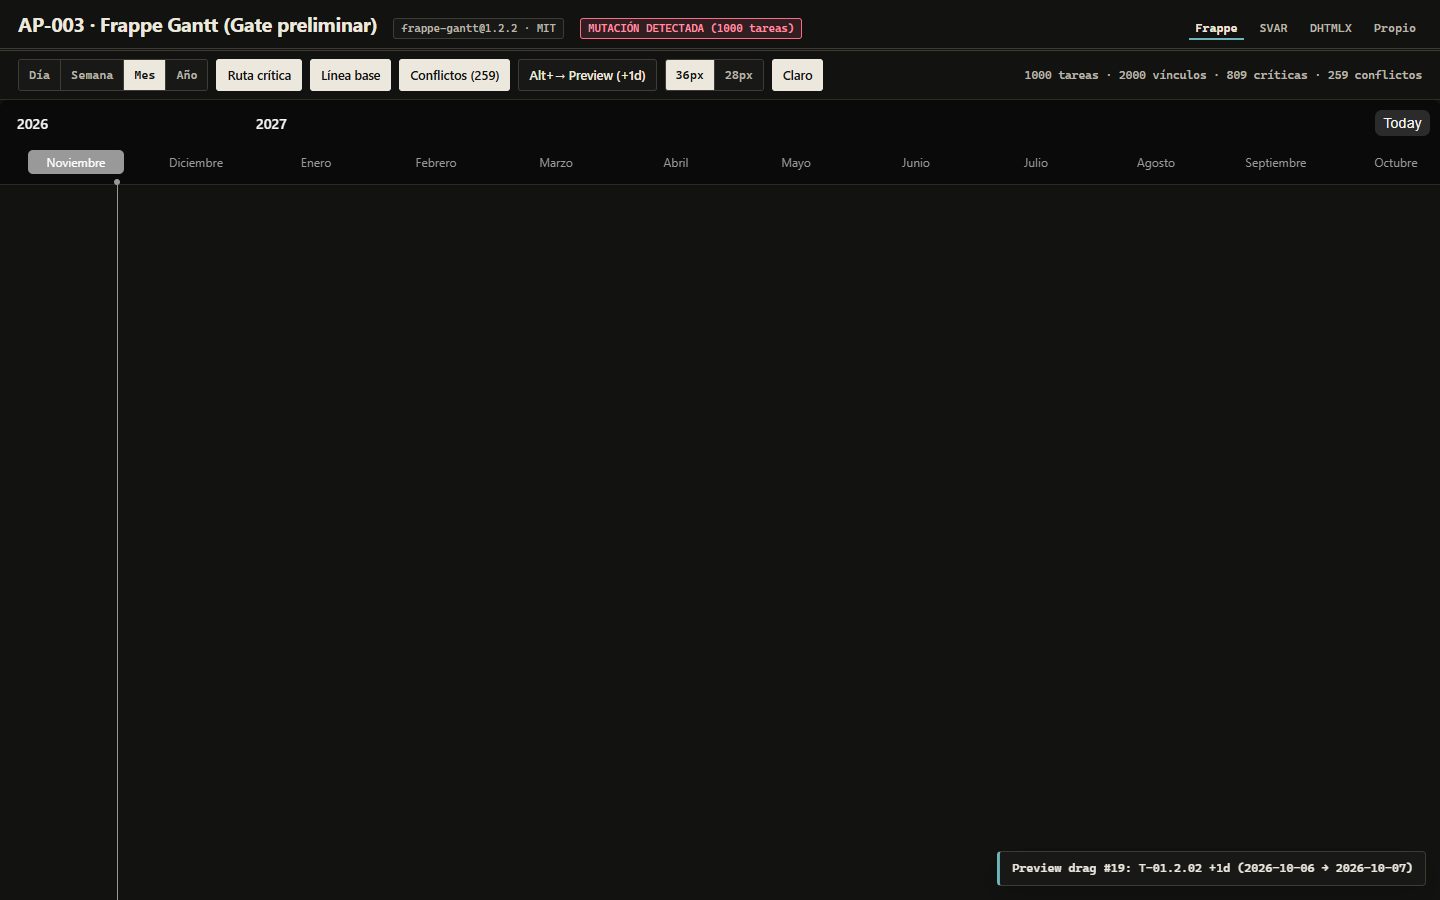 AP-003 · Frappe Gantt (Gate preliminar) frappe-gantt@1.2.2 · MIT MUTACIÓN DETECTADA (1000 tareas) Frappe SVAR DHTMLX Propio
Día Semana Mes Año Ruta crítica Línea base Conflictos (259) Alt+→ Preview (+1d) 36px 28px Claro 1000 tareas · 2000 vínculos · 809 críticas · 259 conflictos
2026 2027 Today
Noviembre Diciembre Enero Febrero Marzo Abril Mayo Junio Julio Agosto Septiembre Octubre
Preview drag #19: T-01.2.02 +1d (2026-10-06 → 2026-10-07)